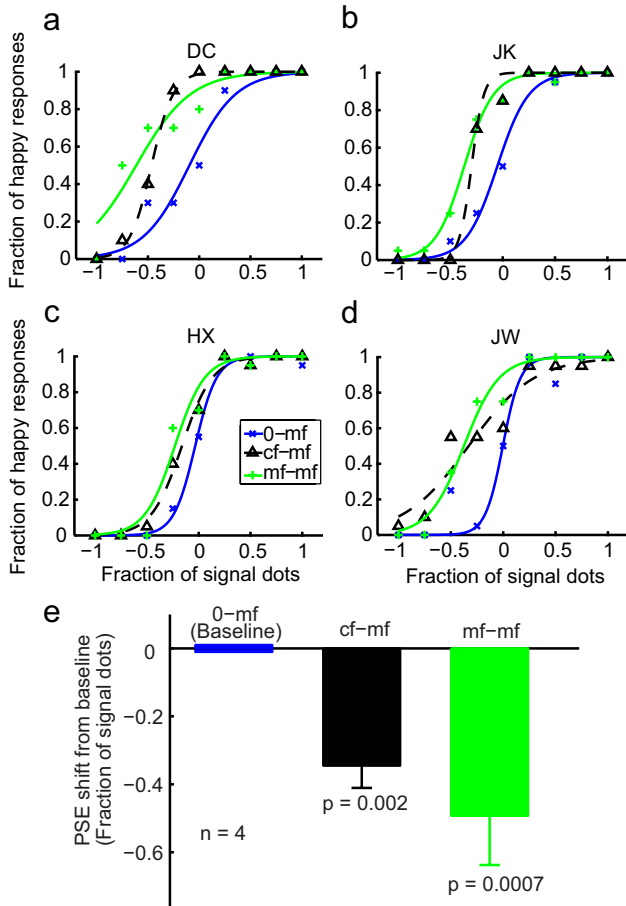 a
DC
Fraction of happy responses
1
0.8
0.6
0.4
0.2
0
−1 −0.5 0 0.5 1
b
JK
1
0.8
0.6
0.4
0.2
0
−1 −0.5 0 0.5 1
c
HX
Fraction of happy responses
1
0.8
0.6
0.4
0.2
0
−1 −0.5 0 0.5 1
Fraction of signal dots
0−mf
cf−mf
mf−mf
d
JW
1
0.8
0.6
0.4
0.2
0
−1 −0.5 0 0.5 1
Fraction of signal dots
e
PSE shift from baseline
(Fraction of signal dots)
0
−0.2
−0.4
−0.6
0−mf
(Baseline)
cf−mf
mf−mf
p = 0.002
n = 4
p = 0.0007